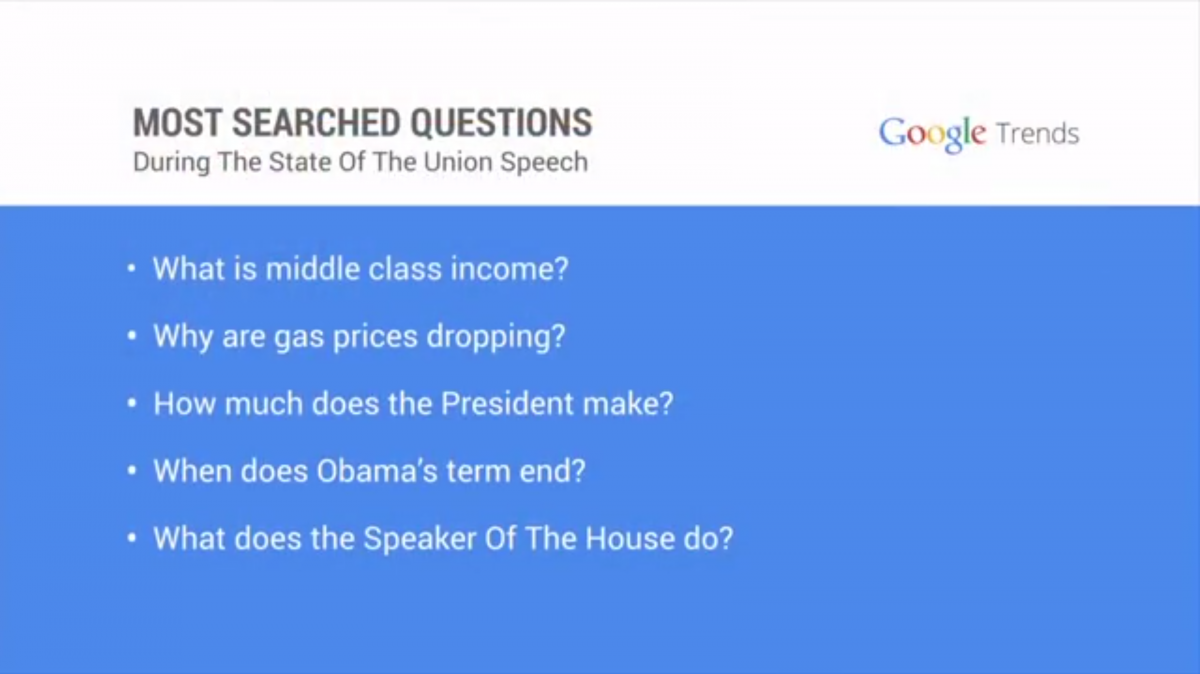 MOST SEARCHED QUESTIONS
During The State Of The Union Speech
Google Trends
• What is middle class income?
• Why are gas prices dropping?
• How much does the President make?
• When does Obama's term end?
• What does the Speaker Of The House do?